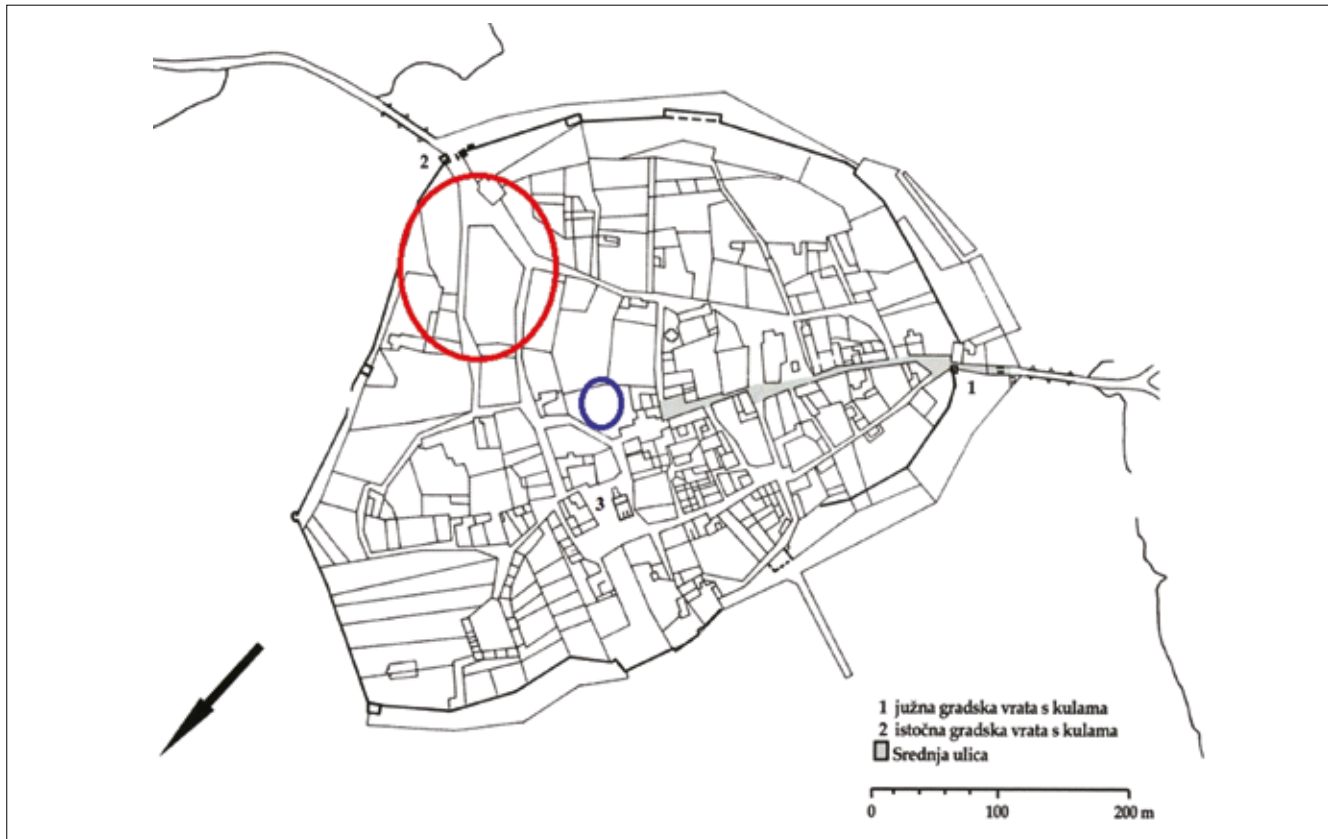 2
1
3
1 južna gradska vrata s kulama
2 istočna gradska vrata s kulama
Srednja ulica
0 100 200 m